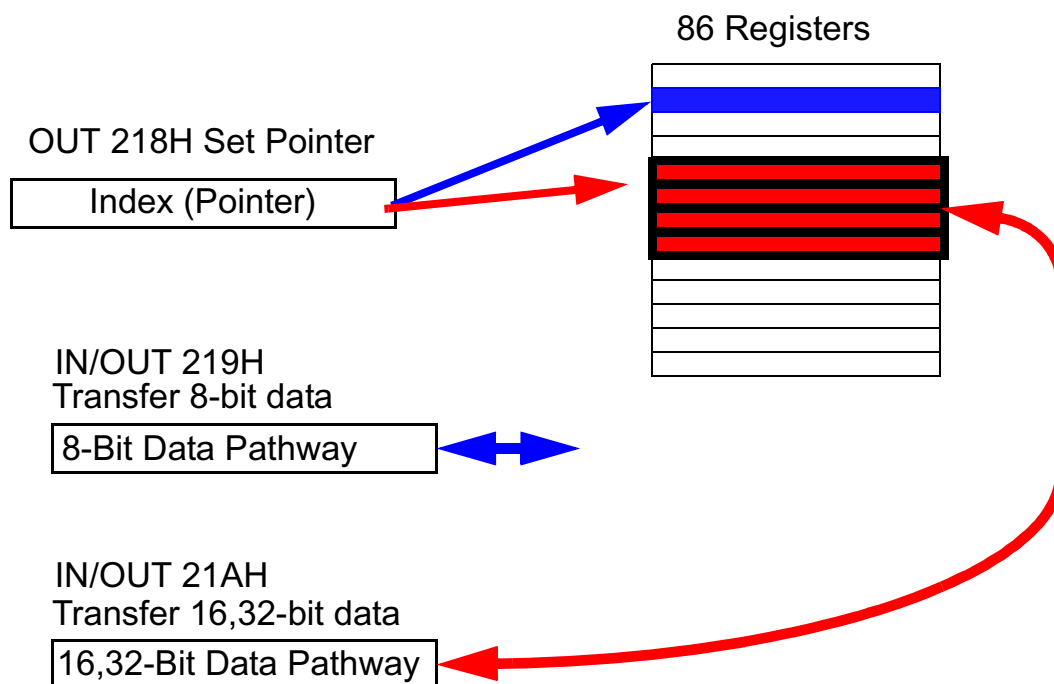 86 Registers
OUT 218H Set Pointer
Index (Pointer)
IN/OUT 219H
Transfer 8-bit data
8-Bit Data Pathway
IN/OUT 21AH
Transfer 16,32-bit data
16,32-Bit Data Pathway